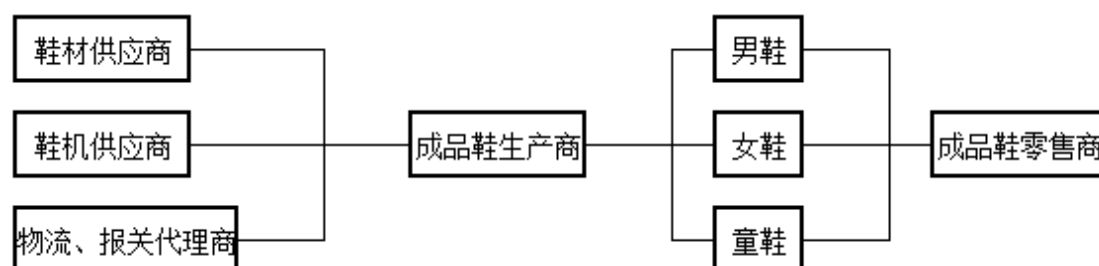 鞋材供应商
男鞋
鞋机供应商
成品鞋生产商
女鞋
成品鞋零售商
物流、报关代理商
童鞋